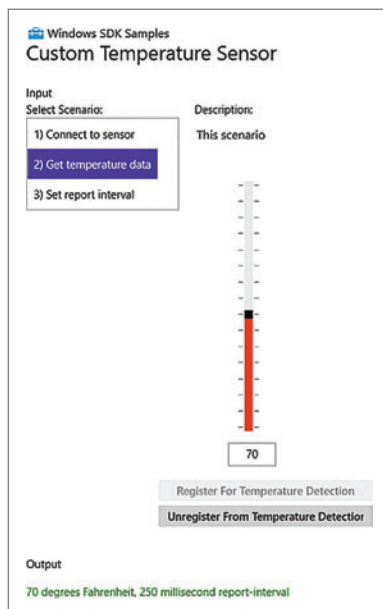 Windows SDK Samples
Custom Temperature Sensor
Input
Select Scenario:
Description:
1) Connect to sensor
This scenario
2) Get temperature data
3) Set report interval
70
Register For Temperature Detection
Unregister From Temperature Detection
Output
70 degrees Fahrenheit, 250 millisecond report-interval